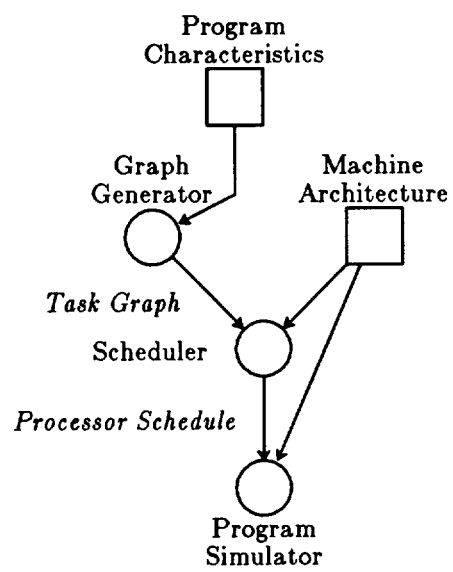 Program
Characteristics
Graph
Generator
Machine
Architecture
Task Graph
Scheduler
Processor Schedule
Program
Simulator